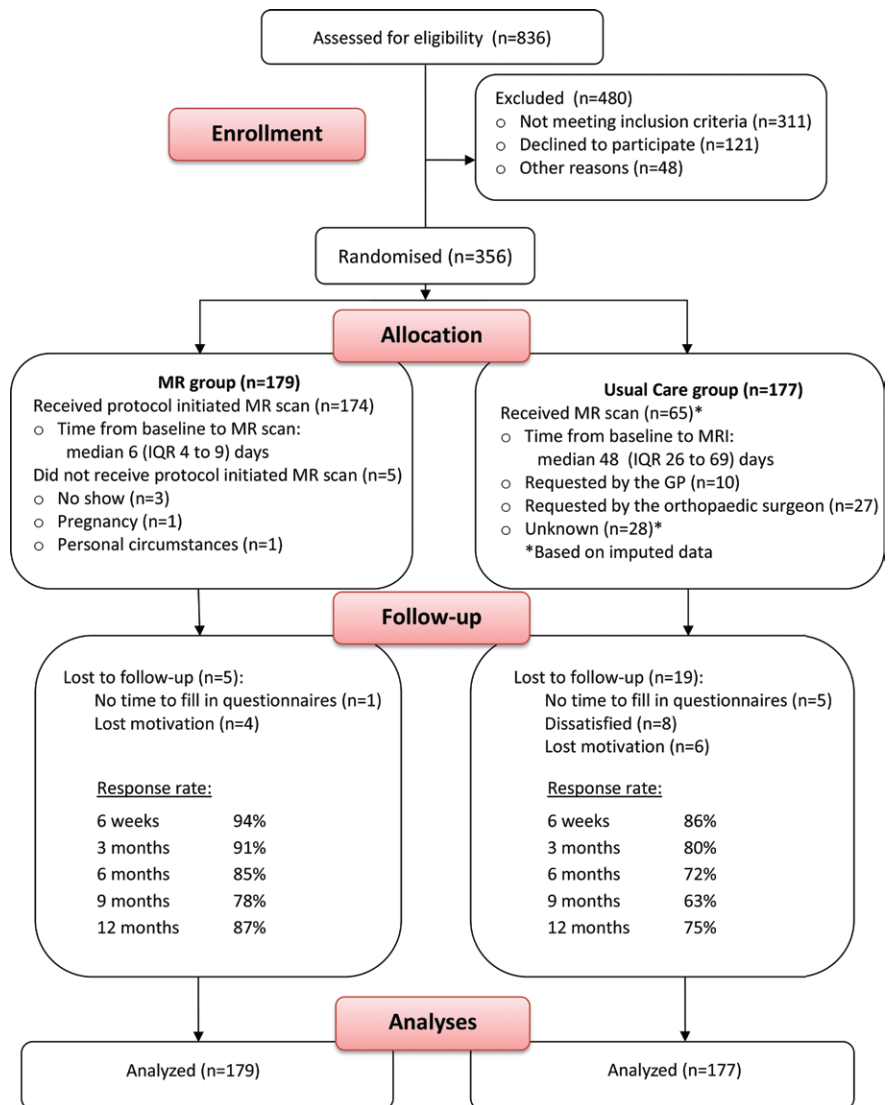 Assessed for eligibility (n=836)
Enrollment
Excluded (n=480)
o Not meeting inclusion criteria (n=311)
o Declined to participate (n=121)
o Other reasons (n=48)
Randomised (n=356)
Allocation
MR group (n=179)
Received protocol initiated MR scan (n=174)
o Time from baseline to MR scan:
median 6 (IQR 4 to 9) days
Did not receive protocol initiated MR scan (n=5)
o No show (n=3)
o Pregnancy (n=1)
o Personal circumstances (n=1)
Usual Care group (n=177)
Received MR scan (n=65)*
o Time from baseline to MRI:
median 48 (IQR 26 to 69) days
o Requested by the GP (n=10)
o Requested by the orthopaedic surgeon (n=27)
o Unknown (n=28)*
*Based on imputed data
Follow-up
Lost to follow-up (n=5):
No time to fill in questionnaires (n=1)
Lost motivation (n=4)
Response rate:
6 weeks 94%
3 months 91%
6 months 85%
9 months 78%
12 months 87%
Lost to follow-up (n=19):
No time to fill in questionnaires (n=5)
Dissatisfied (n=8)
Lost motivation (n=6)
Response rate:
6 weeks 86%
3 months 80%
6 months 72%
9 months 63%
12 months 75%
Analyses
Analyzed (n=179)
Analyzed (n=177)